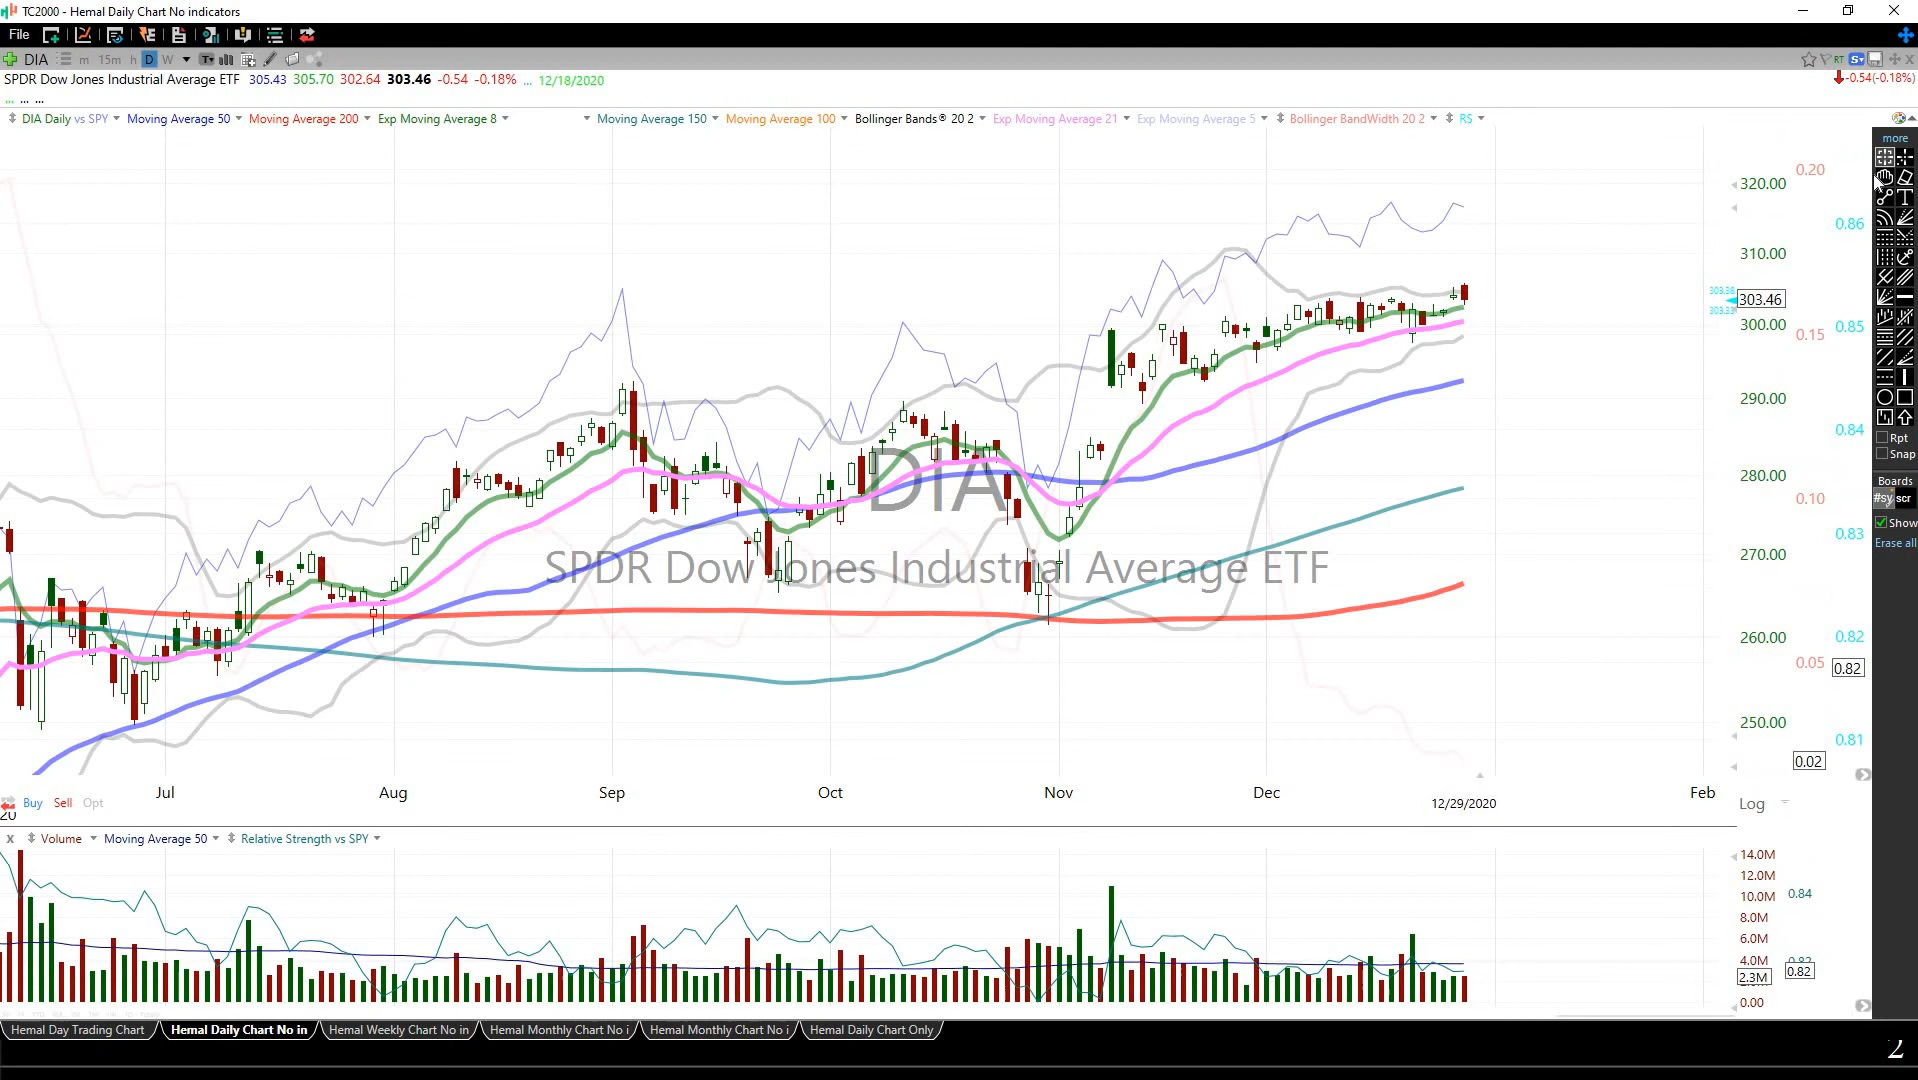 TC2000 - Hemal Daily Chart No indicators
File
DIA m 15m h D W
RT
SPDR Dow Jones Industrial Average ETF 305.43 305.70 302.64 303.46 -0.54 -0.18% ... 12/18/2020
-0.54(-0.18%)
... ... ...
DIA Daily vs SPY Moving Average 50 Moving Average 200 Exp Moving Average 8 Moving Average 150 Moving Average 100 Bollinger Bands® 20 2 Exp Moving Average 21 Exp Moving Average 5 Bollinger BandWidth 20 2 RS
more
320.00 0.20
0.86
310.00
303.36
303.46
303.33
300.00 0.15 0.85
290.00
0.84
Rpt
Snap
DIA
280.00
Boards
#sy scr
0.10
Show
0.83
Erase all
270.00
SPDR Dow Jones Industrial Average ETF
260.00 0.82
0.05 0.82
250.00
0.81
0.02
Jul Aug Sep Oct Nov Dec Feb
12/29/2020
Log
Buy Sell Opt
20
x Volume Moving Average 50 Relative Strength vs SPY
14.0M
12.0M
10.0M 0.84
8.0M
6.0M
4.0M
2.3M 0.82
0.00
Hemal Day Trading Chart Hemal Daily Chart No in Hemal Weekly Chart No in Hemal Monthly Chart No i Hemal Monthly Chart No i Hemal Daily Chart Only
2